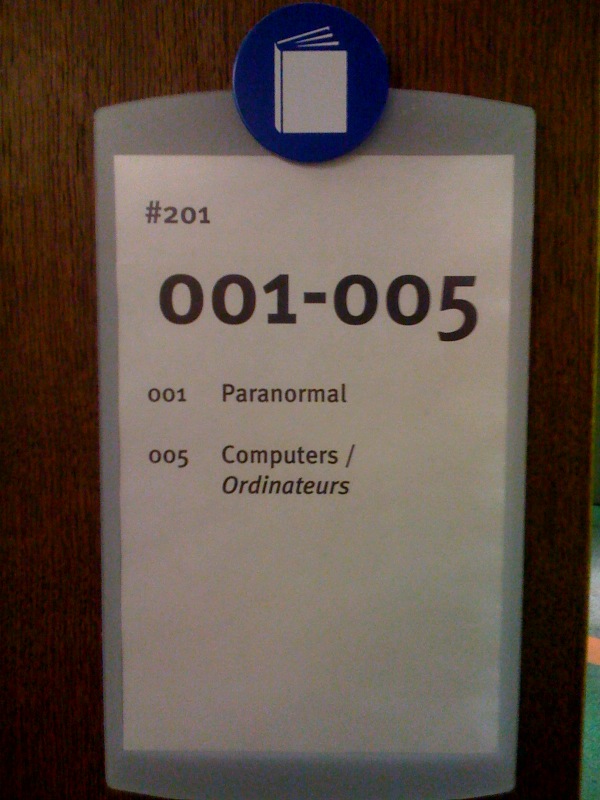 #201
001-005
001 Paranormal
005 Computers /
Ordinateurs